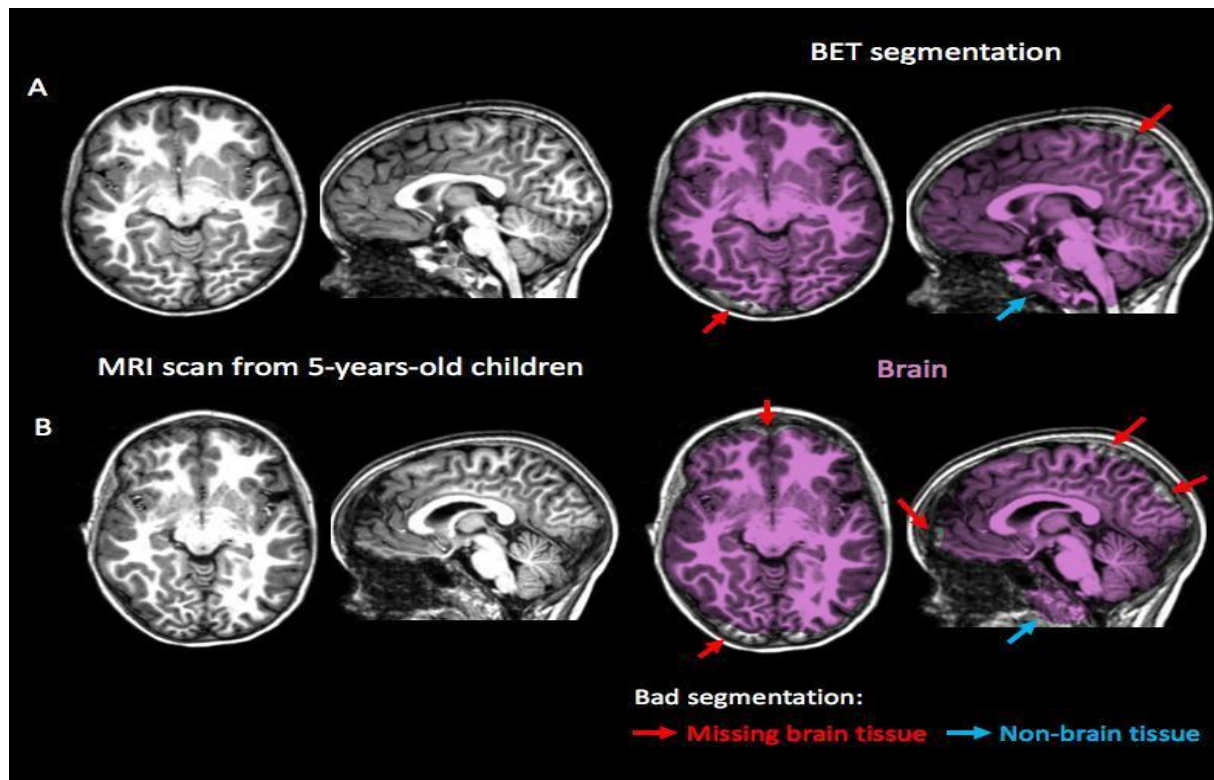 BET segmentation
A
MRI scan from 5-years-old children
Brain
B
Bad segmentation:
Missing brain tissue
Non-brain tissue